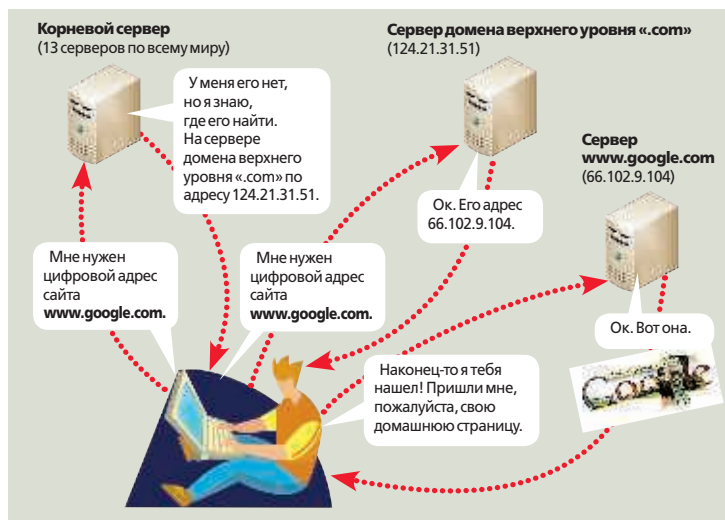 Корневой сервер
(13 серверов по всему миру)
У меня его нет,
но я знаю,
где его найти.
На сервере
домена верхнего
уровня «.com» по
адресу 124.21.31.51.
Мне нужен
цифровой адрес
сайта
www.google.com.
Сервер домена верхнего уровня «.com»
(124.21.31.51)
Мне нужен
цифровой адрес
сайта
www.google.com.
Ок. Его адрес
66.102.9.104.
Сервер
www.google.com
(66.102.9.104)
Наконец-то я тебя
нашел! Пришли мне,
пожалуйста, свою
домашнюю страницу.
Ок. Вот она.
Google